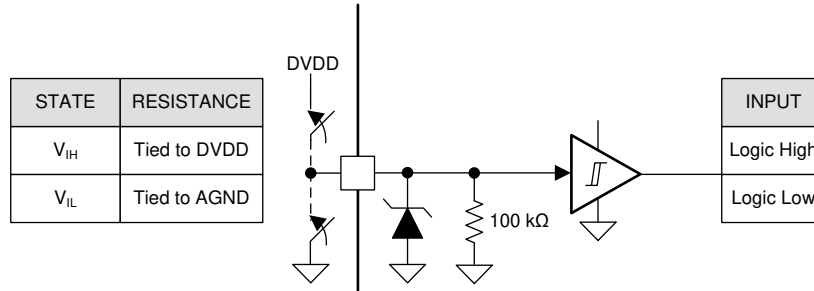 DVDD
STATE RESISTANCE
V_IH Tied to DVDD
V_IL Tied to AGND
100 kΩ
INPUT
Logic High
Logic Low